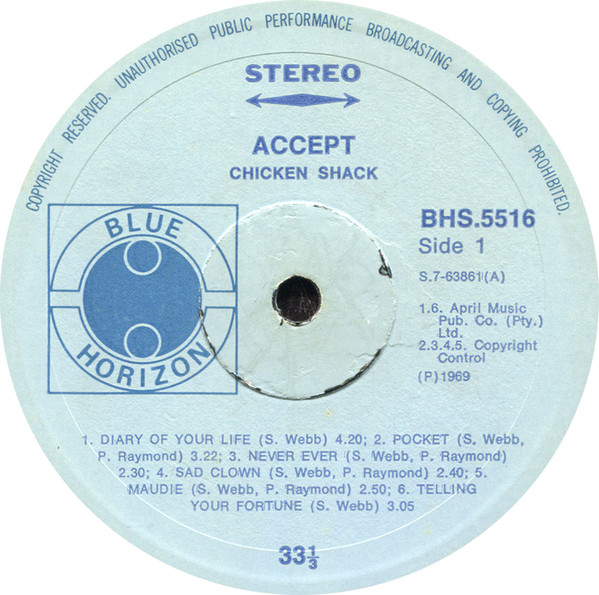 COPYRIGHT RESERVED. UNAUTHORISED PUBLIC PERFORMANCE BROADCASTING AND COPYING PROHIBITED.
STEREO
ACCEPT
CHICKEN SHACK
BLUE
HORIZON
BHS.5516
Side 1
S.7-63861(A)
1.6. April Music
Pub. Co. (Pty.)
Ltd.
2.3.4.5. Copyright
Control
(P)1969
1. DIARY OF YOUR LIFE (S. Webb) 4.20; 2. POCKET (S. Webb,
P. Raymond) 3.22; 3. NEVER EVER (S. Webb, P. Raymond)
2.30; 4. SAD CLOWN (S. Webb, P. Raymond) 2.40; 5.
MAUDIE (S. Webb, P. Raymond) 2.50; 6. TELLING
YOUR FORTUNE (S. Webb) 3.05
33⅓